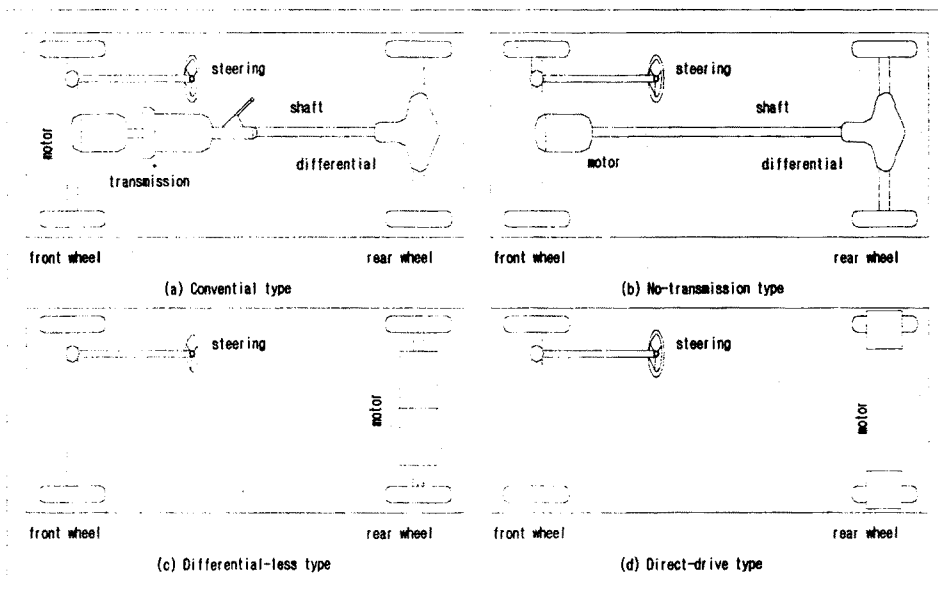 steering
shaft
motor
differential
transmission
front wheel
rear wheel
(a) Convential type
steering
shaft
motor
differential
front wheel
rear wheel
(b) No-transmission type
steering
motor
front wheel
rear wheel
(c) Differential-less type
steering
motor
front wheel
rear wheel
(d) Direct-drive type